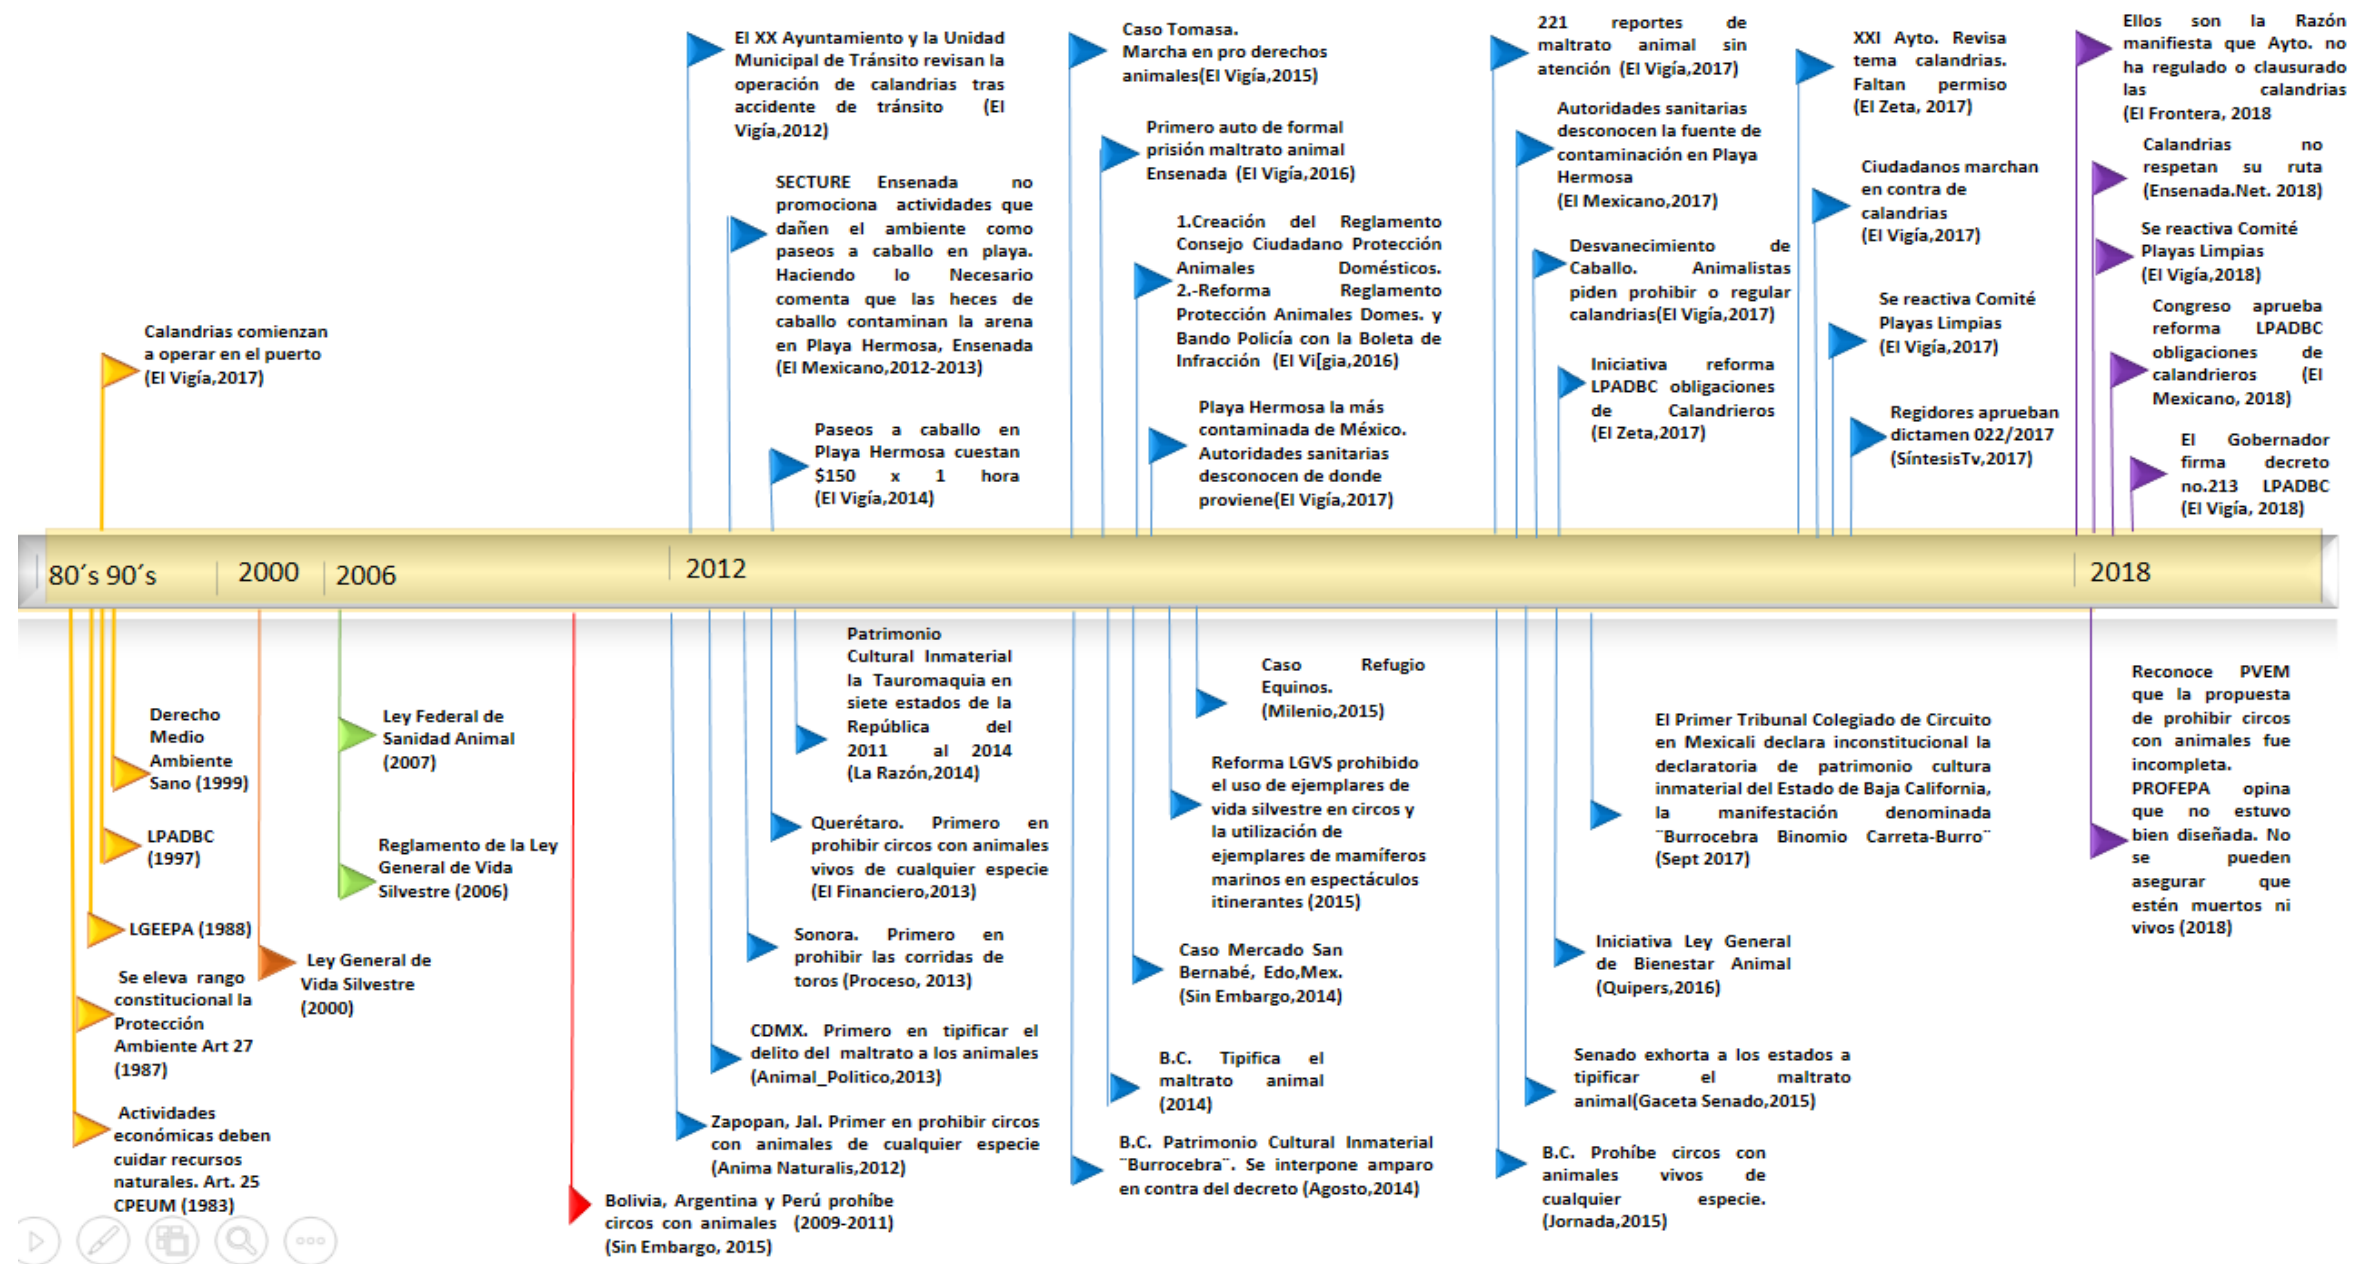 El XX Ayuntamiento y la Unidad
Municipal de Tránsito revisan la
operación de calandrias tras
accidente de tránsito (El
Vigía,2012)
SECTURE Ensenada no
promociona actividades que
dañen el ambiente como
paseos a caballo en playa.
Haciendo lo Necesario
comenta que las heces de
caballo contaminan la arena
en Playa Hermosa, Ensenada
(El Mexicano,2012-2013)
Calandrias comienzan
a operar en el puerto
(El Vigía,2017)
Paseos a caballo en
Playa Hermosa cuestan
$150 x 1 hora
(El Vigía,2014)
Caso Tomasa.
Marcha en pro derechos
animales(El Vigía,2015)
Primero auto de formal
prisión maltrato animal
Ensenada (El Vigía,2016)
1.Creación del Reglamento
Consejo Ciudadano Protección
Animales Domésticos.
2.-Reforma Reglamento
Protección Animales Domes. y
Bando Policía con la Boleta de
Infracción (El Vi[gia,2016)
Playa Hermosa la más
contaminada de México.
Autoridades sanitarias
desconocen de donde
proviene(El Vigía,2017)
221 reportes de
maltrato animal sin
atención (El Vigía,2017)
Autoridades sanitarias
desconocen la fuente de
contaminación en Playa
Hermosa
(El Mexicano,2017)
Desvanecimiento de
Caballo. Animalistas
piden prohibir o regular
calandrias(El Vigía,2017)
Iniciativa reforma
LPADBC obligaciones
de Calandrieros
(El Zeta,2017)
XXI Ayto. Revisa
tema calandrias.
Faltan permiso
(El Zeta, 2017)
Ciudadanos marchan
en contra de
calandrias
(El Vigía,2017)
Se reactiva Comité
Playas Limpias
(El Vigía,2017)
Regidores aprueban
dictamen 022/2017
(SíntesisTv,2017)
Ellos son la Razón
manifiesta que Ayto. no
ha regulado o clausurado
las calandrias
(El Frontera, 2018
Calandrias no
respetan su ruta
(Ensenada.Net. 2018)
Se reactiva Comité
Playas Limpias
(El Vigía,2018)
Congreso aprueba
reforma LPADBC
obligaciones de
calandrieros (El
Mexicano, 2018)
El Gobernador
firma decreto
no.213 LPADBC
(El Vigía, 2018)
80´s 90´s
2000
2006
2012
2018
Derecho
Medio
Ambiente
Sano (1999)
LPADBC
(1997)
LGEEPA (1988)
Se eleva rango
constitucional la
Protección
Ambiente Art 27
(1987)
Actividades
económicas deben
cuidar recursos
naturales. Art. 25
CPEUM (1983)
Ley General de
Vida Silvestre
(2000)
Ley Federal de
Sanidad Animal
(2007)
Reglamento de la Ley
General de Vida
Silvestre (2006)
Bolivia, Argentina y Perú prohíbe
circos con animales (2009-2011)
(Sin Embargo, 2015)
Patrimonio
Cultural Inmaterial
la Tauromaquia en
siete estados de la
República del
2011 al 2014
(La Razón,2014)
Querétaro. Primero en
prohibir circos con animales
vivos de cualquier especie
(El Financiero,2013)
Sonora. Primero en
prohibir las corridas de
toros (Proceso, 2013)
CDMX. Primero en tipificar el
delito del maltrato a los animales
(Animal_Politico,2013)
Zapopan, Jal. Primer en prohibir circos
con animales de cualquier especie
(Anima Naturalis,2012)
Caso Refugio
Equinos.
(Milenio,2015)
Reforma LGVS prohibido
el uso de ejemplares de
vida silvestre en circos y
la utilización de
ejemplares de mamíferos
marinos en espectáculos
itinerantes (2015)
Caso Mercado San
Bernabé, Edo,Mex.
(Sin Embargo,2014)
B.C. Tipifica el
maltrato animal
(2014)
B.C. Patrimonio Cultural Inmaterial
¨Burrocebra¨. Se interpone amparo
en contra del decreto (Agosto,2014)
El Primer Tribunal Colegiado de Circuito
en Mexicali declara inconstitucional la
declaratoria de patrimonio cultura
inmaterial del Estado de Baja California,
la manifestación denominada
¨Burrocebra Binomio Carreta-Burro¨
(Sept 2017)
Iniciativa Ley General
de Bienestar Animal
(Quipers,2016)
Senado exhorta a los estados a
tipificar el maltrato
animal(Gaceta Senado,2015)
B.C. Prohíbe circos con
animales vivos de
cualquier especie.
(Jornada,2015)
Reconoce PVEM
que la propuesta
de prohibir circos
con animales fue
incompleta.
PROFEPA opina
que no estuvo
bien diseñada. No
se pueden
asegurar que
estén muertos ni
vivos (2018)